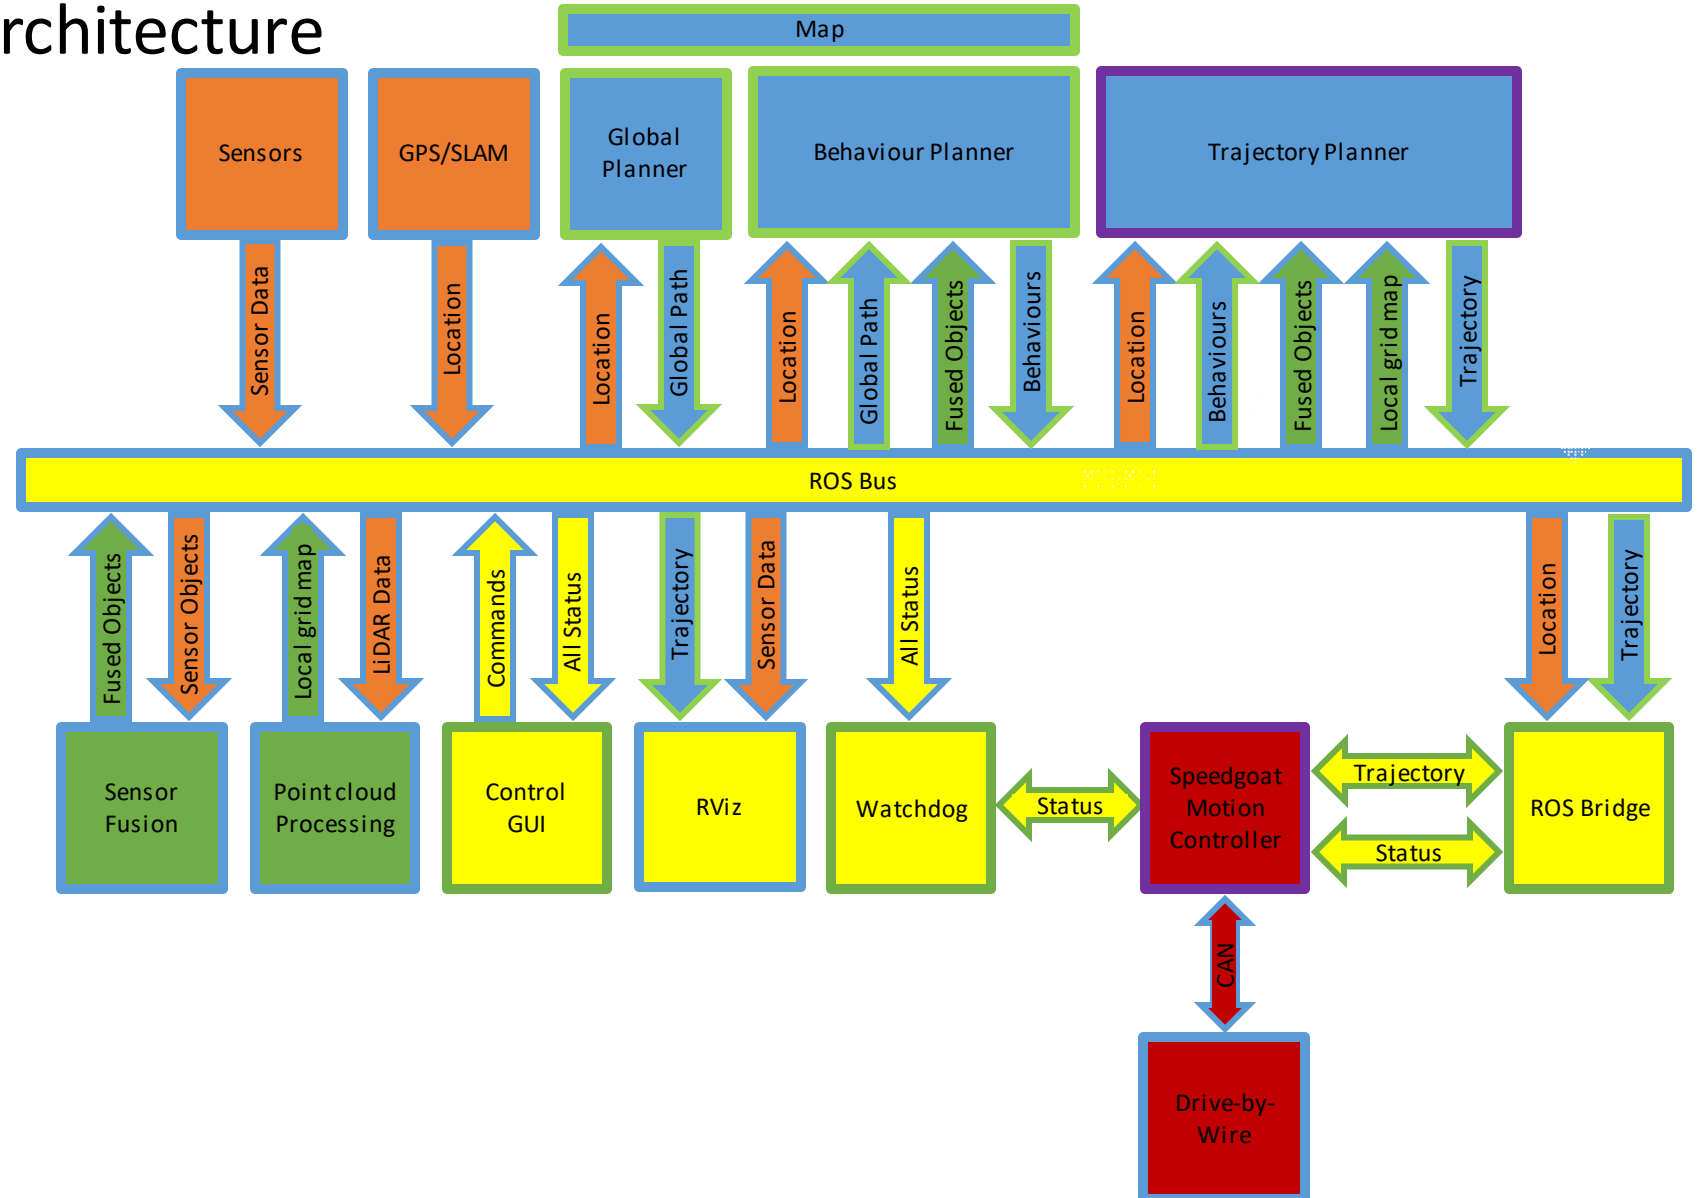 rchitecture
Map
Sensors
GPS/SLAM
Global
Planner
Behaviour Planner
Trajectory Planner
Sensor Data
Location
Location
Global Path
Location
Global Path
Fused Objects
Behaviours
Location
Behaviours
Fused Objects
Local grid map
Trajectory
ROS Bus
Fused Objects
Sensor Objects
Local grid map
LiDAR Data
Commands
All Status
Trajectory
Sensor Data
All Status
Location
Trajectory
Sensor
Fusion
Pointcloud
Processing
Control
GUI
RViz
Watchdog
Status
Speedgoat
Motion
Controller
Trajectory
Status
ROS Bridge
CAN
Drive-by-
Wire